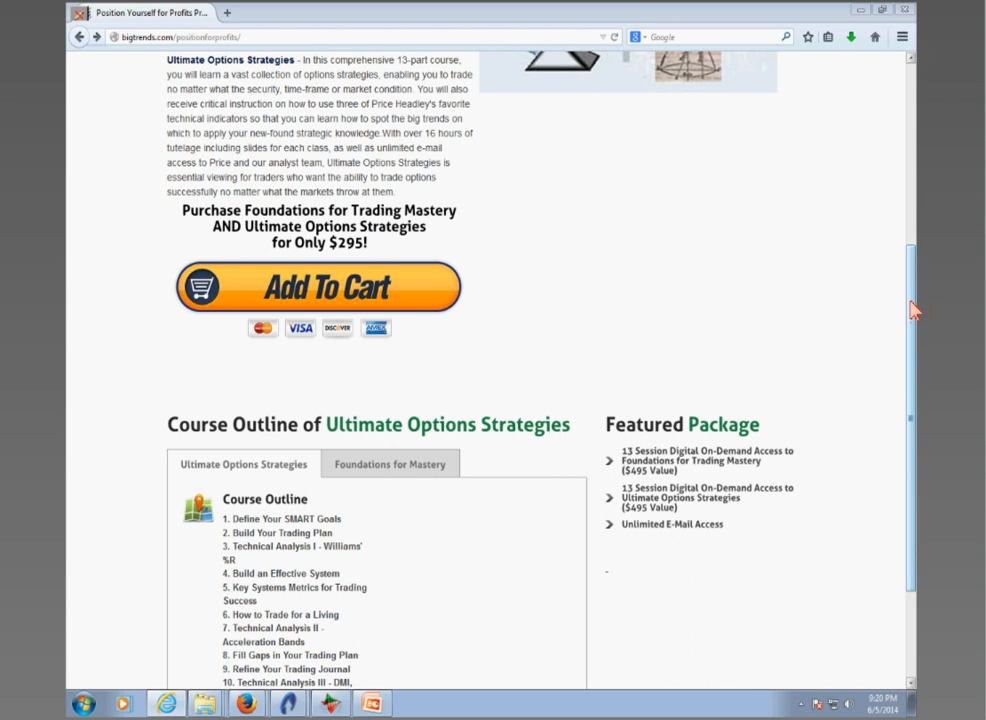 Position Yourself for Profits Pr...
bigtrends.com/positionforprofits/
Google
Ultimate Options Strategies - In this comprehensive 13-part course,
you will learn a vast collection of options strategies, enabling you to trade
no matter what the security, time-frame or market condition. You will also
receive critical instruction on how to use three of Price Headley's favorite
technical indicators so that you can learn how to spot the big trends on
which to apply your new-found strategic knowledge.With over 16 hours of
tutelage including slides for each class, as well as unlimited e-mail
access to Price and our analyst team, Ultimate Options Strategies is
essential viewing for traders who want the ability to trade options
successfully no matter what the markets throw at them.
Purchase Foundations for Trading Mastery
AND Ultimate Options Strategies
for Only $295!
Add To Cart
VISA DISCOVER AMEX
Course Outline of Ultimate Options Strategies
Ultimate Options Strategies Foundations for Mastery
Course Outline
1. Define Your SMART Goals
2. Build Your Trading Plan
3. Technical Analysis I - Williams'
%R
4. Build an Effective System
5. Key Systems Metrics for Trading
Success
6. How to Trade for a Living
7. Technical Analysis II -
Acceleration Bands
8. Fill Gaps in Your Trading Plan
9. Refine Your Trading Journal
10. Technical Analysis III - DMI,
Featured Package
13 Session Digital On-Demand Access to
Foundations for Trading Mastery
($495 Value)
13 Session Digital On-Demand Access to
Ultimate Options Strategies
($495 Value)
Unlimited E-Mail Access
-
9:20 PM
6/5/2014